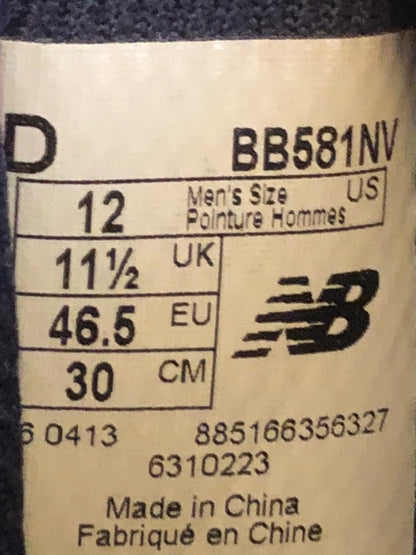 D BB581NV
12 Men's Size US
Pointure Hommes
11½ UK
46.5 EU
30 CM
6 0413 885166356327
6310223
Made in China
Fabriqué en Chine